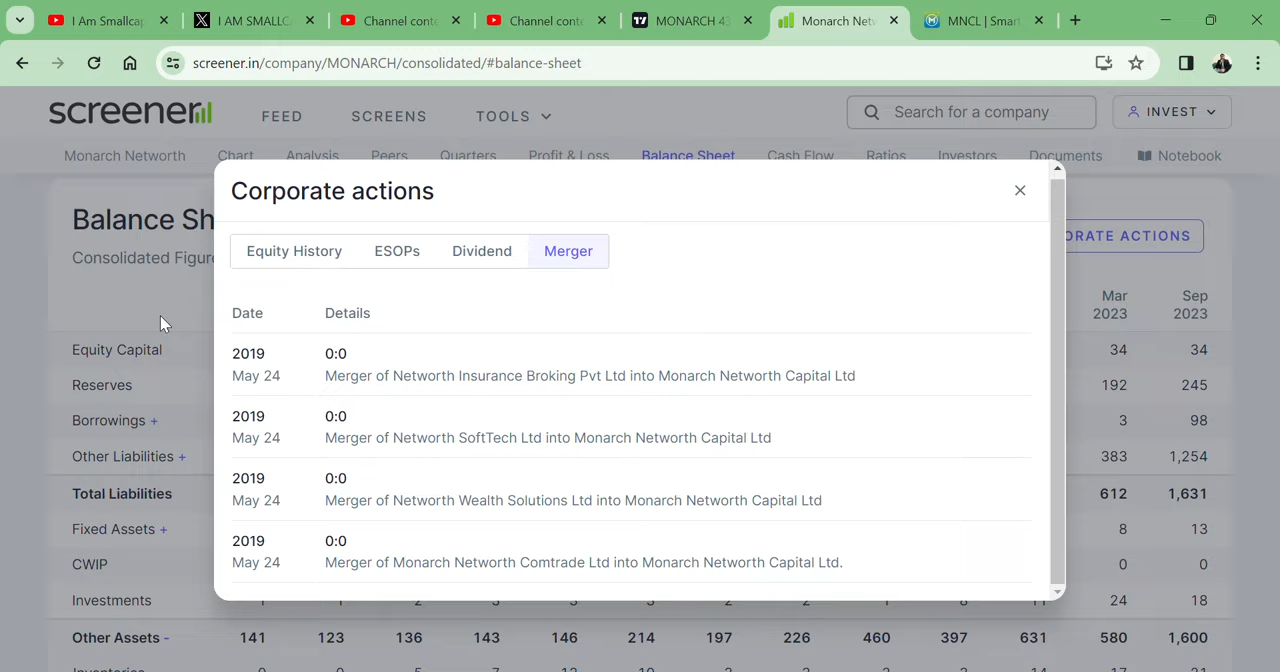 I Am Smallcap
I AM SMALLC
Channel conte
Channel conte
MONARCH 43
Monarch Netw
MNCL | Smart
screener.in/company/MONARCH/consolidated/#balance-sheet
screener
FEED
SCREENS
TOOLS
Search for a company
INVEST
Monarch Networth
Chart
Analysis
Peers
Quarters
Profit & Loss
Balance Sheet
Cash Flow
Ratios
Investors
Documents
Notebook
Balance Sh
Consolidated Figure
ORATE ACTIONS
Corporate actions
Equity History
ESOPs
Dividend
Merger
Date Details
2019 0:0
May 24 Merger of Networth Insurance Broking Pvt Ltd into Monarch Networth Capital Ltd
2019 0:0
May 24 Merger of Networth SoftTech Ltd into Monarch Networth Capital Ltd
2019 0:0
May 24 Merger of Networth Wealth Solutions Ltd into Monarch Networth Capital Ltd
2019 0:0
May 24 Merger of Monarch Networth Comtrade Ltd into Monarch Networth Capital Ltd.
Mar 2023 Sep 2023
Equity Capital 34 34
Reserves 192 245
Borrowings + 3 98
Other Liabilities + 383 1,254
Total Liabilities 612 1,631
Fixed Assets + 8 13
CWIP 0 0
Investments 24 18
Other Assets - 141 123 136 143 146 214 197 226 460 397 631 580 1,600